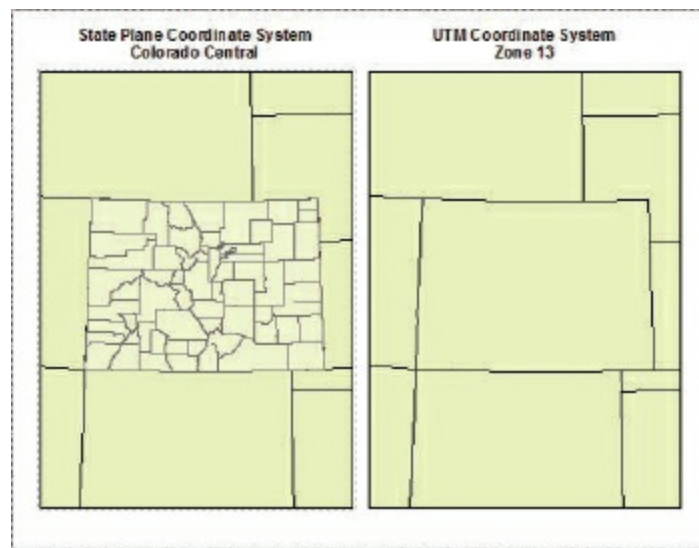 State Plane Coordinate System
Colorado Central
UTM Coordinate System
Zone 13